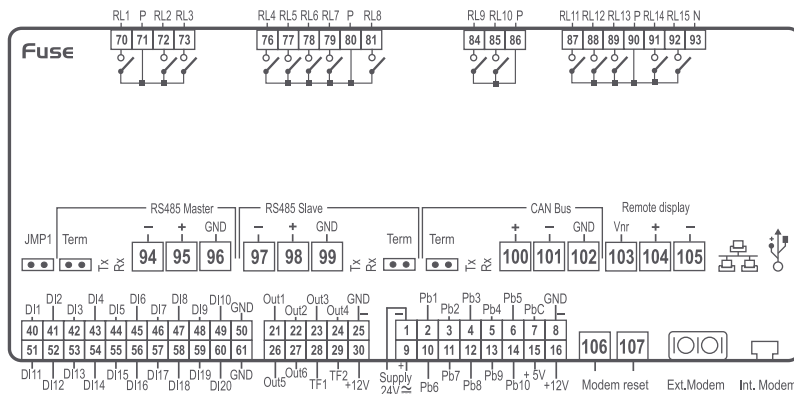 RL1 P RL2 RL3 RL4 RL5 RL6 RL7 P RL8 RL9 RL10 P RL11 RL12 RL13 P RL14 RL15 N
70 71 72 73 76 77 78 79 80 81 84 85 86 87 88 89 90 91 92 93
Fuse
RS485 Master RS485 Slave CAN Bus Remote display
JMP1 Term − + GND − + GND Term Term + − GND Vnr + −
Tx Rx 94 95 96 97 98 99 Tx Rx Tx Rx 100 101 102 103 104 105
DI2 DI4 DI6 DI8 DI10 Out1 Out3 GND Pb1 Pb3 Pb5 GND
DI1 DI3 DI5 DI7 DI9 GND Out2 Out4 − − Pb2 Pb4 PbC −
40 41 42 43 44 45 46 47 48 49 50 21 22 23 24 25 1 2 3 4 5 6 7 8
51 52 53 54 55 56 57 58 59 60 61 26 27 28 29 30 9 10 11 12 13 14 15 16 106 107
DI11 DI13 DI15 DI17 DI19 GND Out6 TF2 + Supply Pb7 Pb9 + 5V
DI12 DI14 DI16 DI18 DI20 Out5 TF1 +12V 24V ≃ Pb6 Pb8 Pb10 +12V Modem reset Ext.Modem Int. Modem